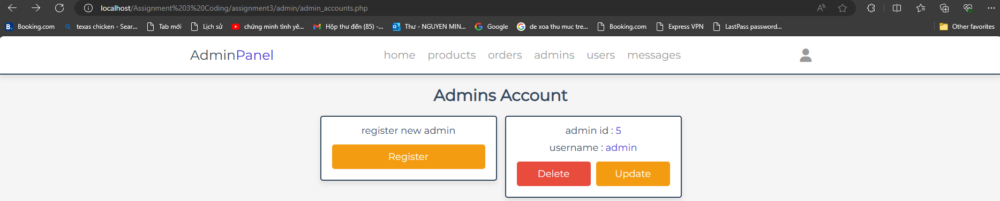 localhost/Assignment%203%20Coding/assignment3/admin/admin_accounts.php
Booking.com texas chicken - Sear... Tab mới Lịch sử chứng minh tình yê... Hộp thư đến (85) -... Thư - NGUYEN MIN... Google de xoa thu muc tre... Booking.com Express VPN LastPass password... Other favorites
AdminPanel home products orders admins users messages
Admins Account
register new admin
Register
admin id : 5
username : admin
Delete Update